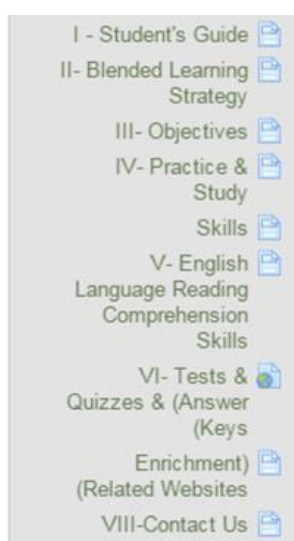 I - Student's Guide
II- Blended Learning
Strategy
III- Objectives
IV- Practice &
Study
Skills
V- English
Language Reading
Comprehension
Skills
VI- Tests &
Quizzes & (Answer
(Keys
Enrichment)
(Related Websites
VIII-Contact Us